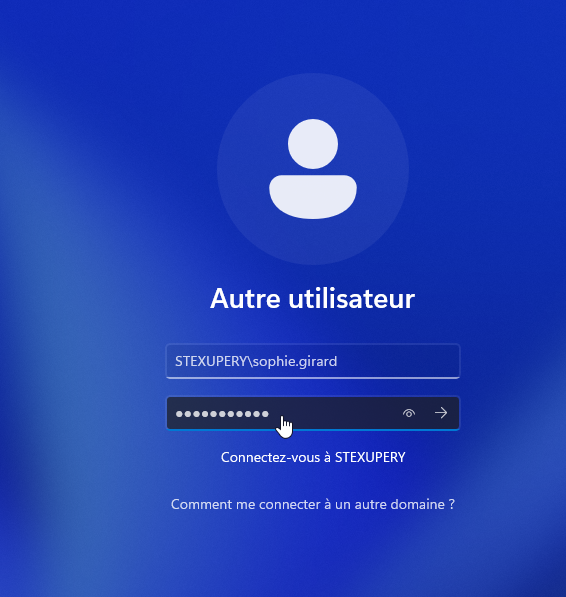 Autre utilisateur
STEXUPERY\sophie.girard
●●●●●●●●●●
Connectez-vous à STEXUPERY
Comment me connecter à un autre domaine ?